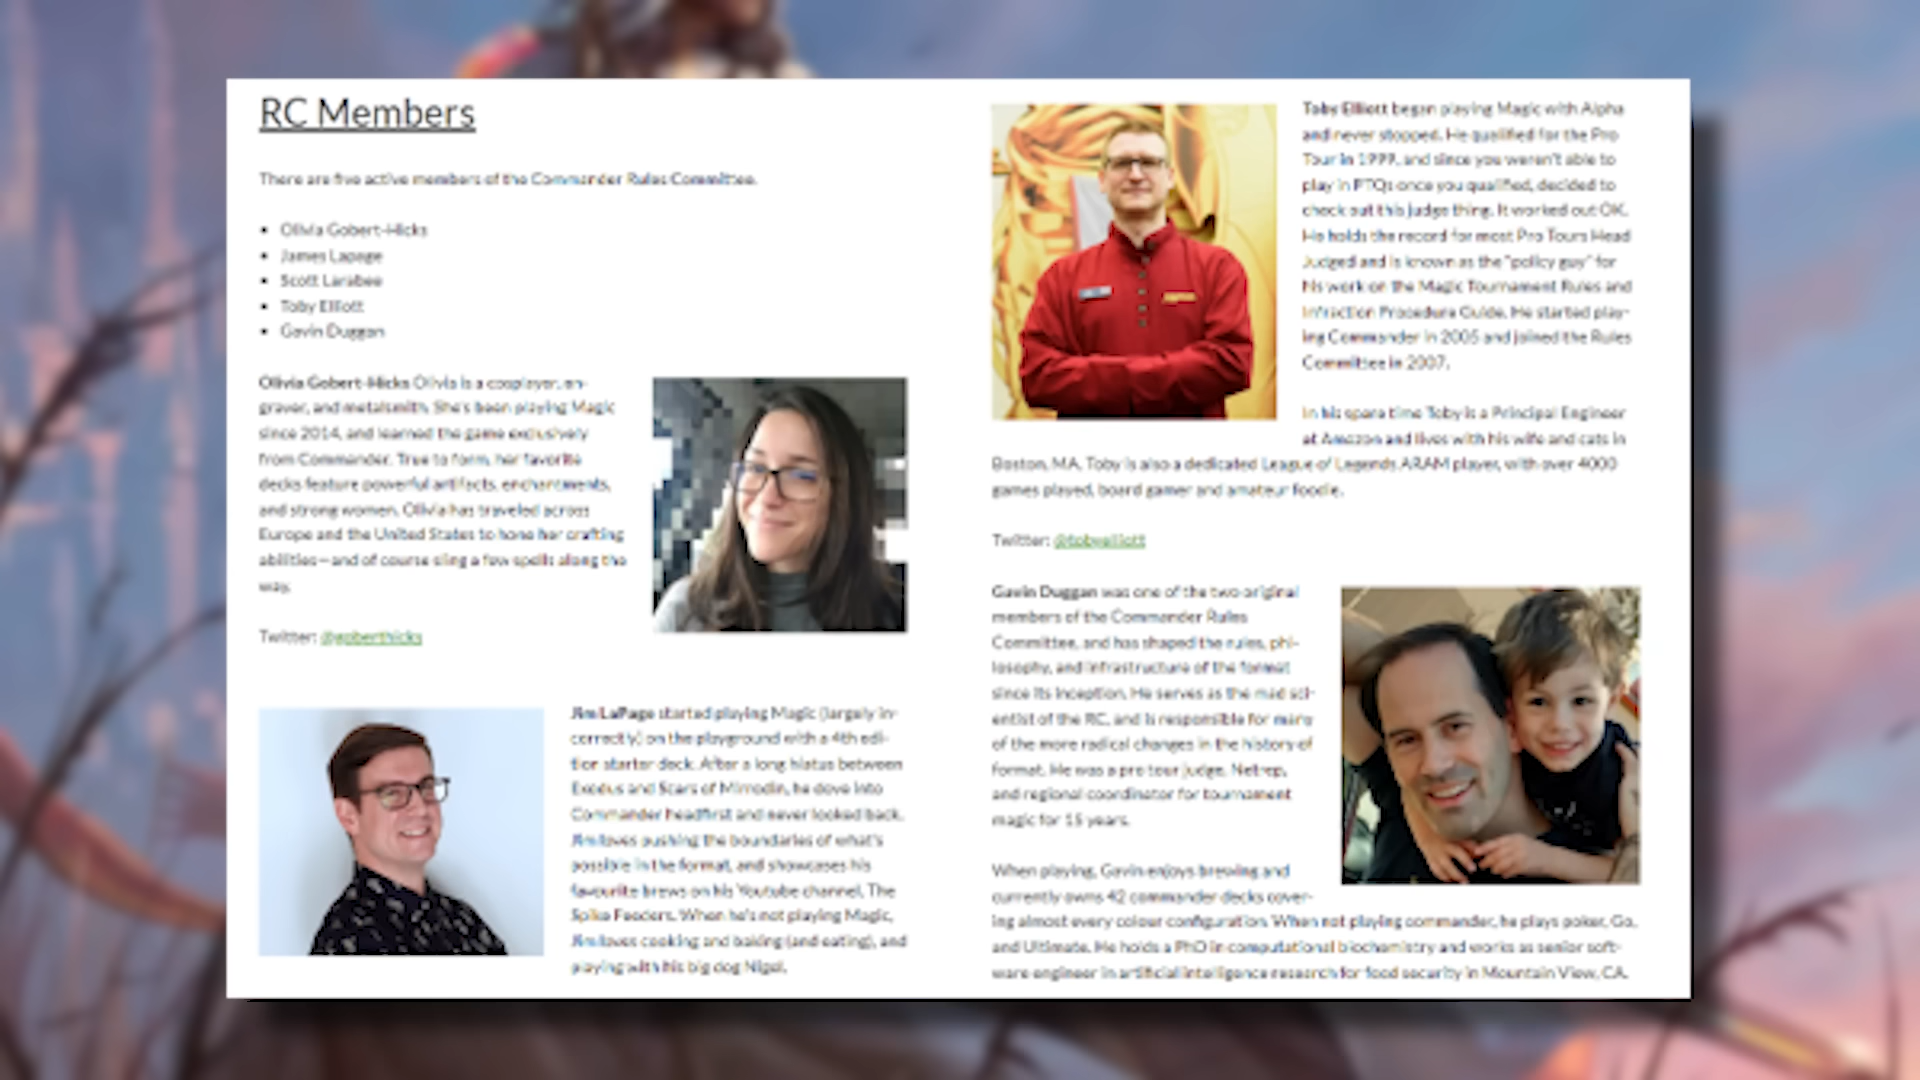 RC Members
There are five active members of the Commander Rules Committee.
• Olivia Gobert-Hicks
• James Lapage
• Scott Larabee
• Toby Elliott
• Gavin Duggan
Olivia Gobert-Hicks Olivia is a cosplayer, en-
graver, and metalsmith. She's been playing Magic
since 2014, and learned the game exclusively
from Commander. True to form, her favorite
decks feature powerful artifacts, enchantments,
and strong women. Olivia has traveled across
Europe and the United States to hone her crafting
abilities—and of course sling a few spells along the
way.
Twitter: @goberthicks
Jim LaPage started playing Magic (largely in-
correctly) on the playground with a 4th edi-
tion starter deck. After a long hiatus between
Exodus and Scars of Mirrodin, he dove into
Commander headfirst and never looked back.
Jim loves pushing the boundaries of what's
possible in the format, and showcases his
favourite brews on his Youtube channel, The
Spike Feeders. When he's not playing Magic,
Jim loves cooking and baking (and eating), and
playing with his big dog Nigel.
Toby Elliott began playing Magic with Alpha
and never stopped. He qualified for the Pro
Tour in 1999, and since you weren't able to
play in PTQs once you qualified, decided to
check out this judge thing. It worked out OK.
He holds the record for most Pro Tours Head
Judged and is known as the "policy guy" for
his work on the Magic Tournament Rules and
Infraction Procedure Guide. He started play-
ing Commander in 2005 and joined the Rules
Committee in 2007.
In his spare time Toby is a Principal Engineer
at Amazon and lives with his wife and cats in
Boston, MA. Toby is also a dedicated League of Legends ARAM player, with over 4000
games played, board gamer and amateur foodie.
Twitter: @tobyelliott
Gavin Duggan was one of the two original
members of the Commander Rules
Committee, and has shaped the rules, phi-
losophy, and infrastructure of the format
since its inception. He serves as the mad sci-
entist of the RC, and is responsible for many
of the more radical changes in the history of
format. He was a pro tour judge, Netrep,
and regional coordinator for tournament
magic for 15 years.
When playing, Gavin enjoys brewing and
currently owns 42 commander decks cover-
ing almost every colour configuration. When not playing commander, he plays poker, Go,
and Ultimate. He holds a PhD in computational biochemistry and works as senior soft-
ware engineer in artificial intelligence research for food security in Mountain View, CA.